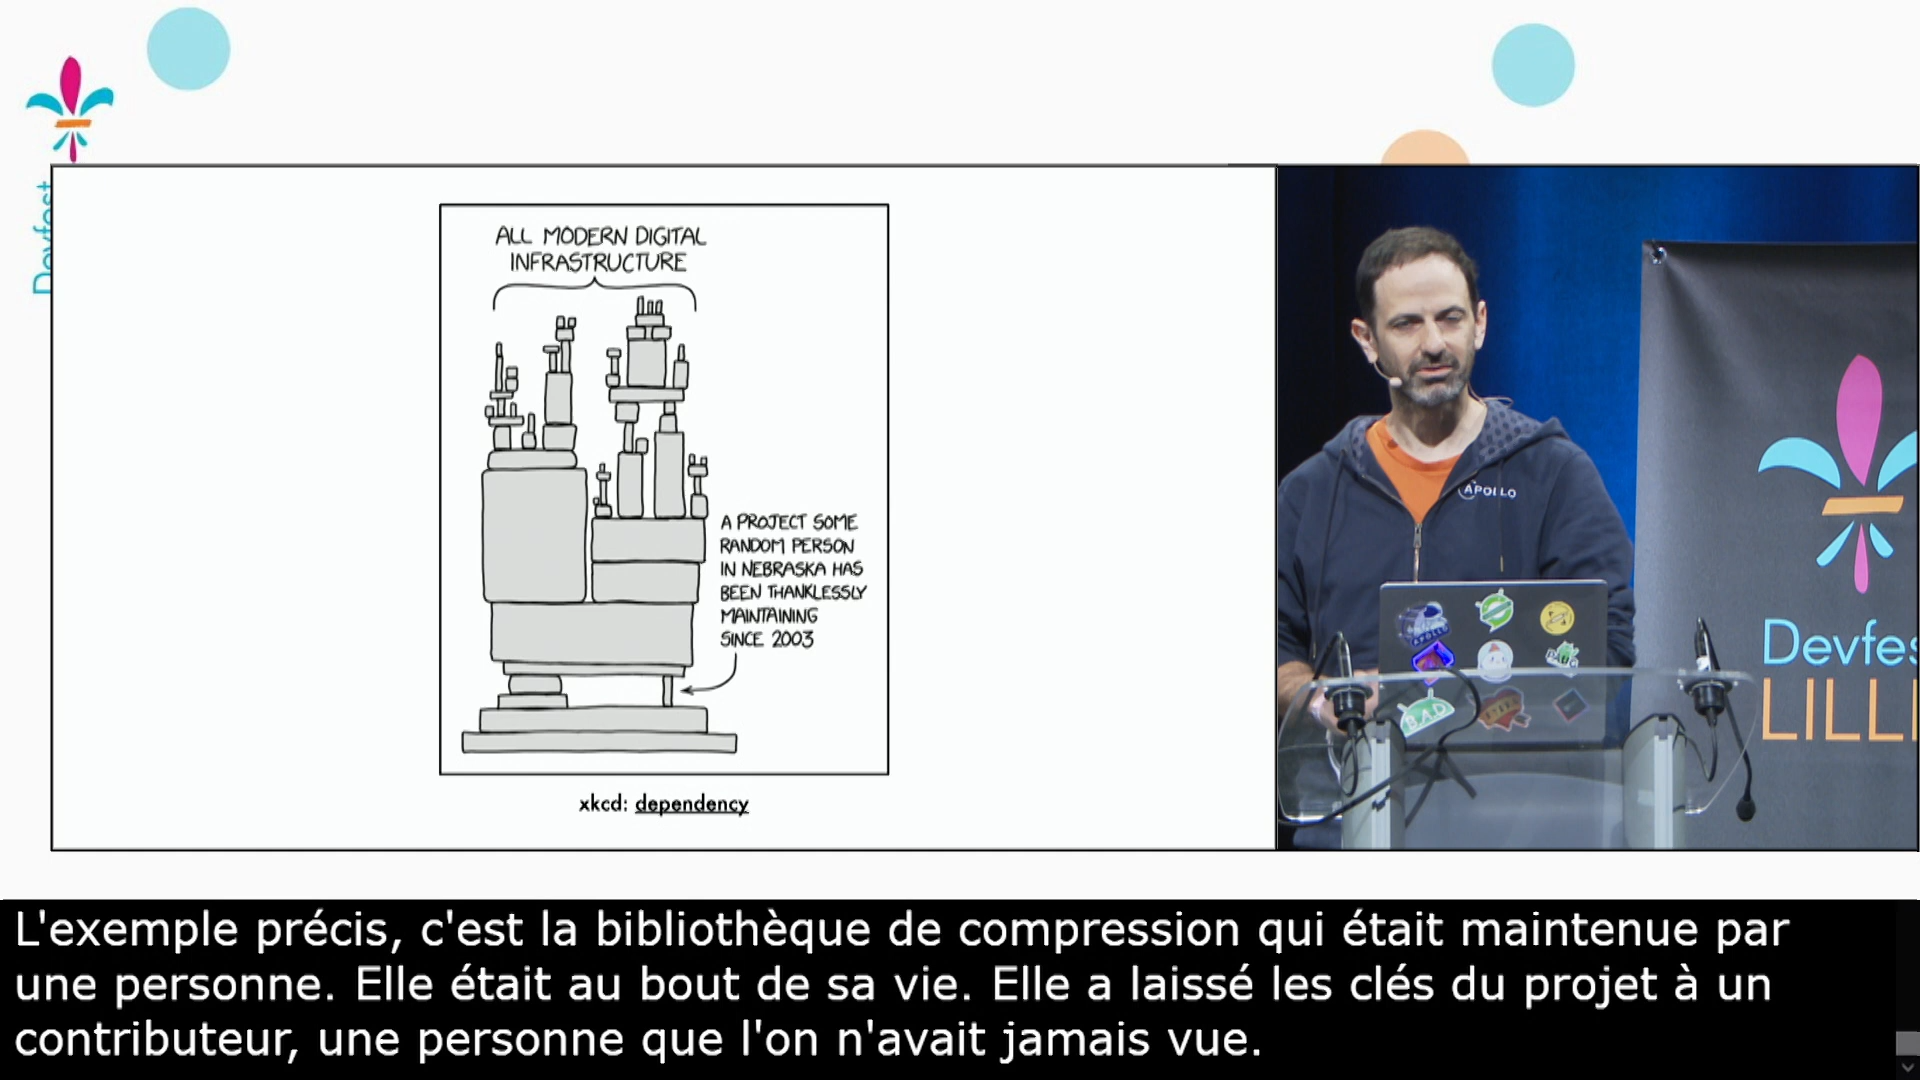 Devfest
ALL MODERN DIGITAL
INFRASTRUCTURE
A PROJECT SOME
RANDOM PERSON
IN NEBRASKA HAS
BEEN THANKLESSLY
MAINTAINING
SINCE 2003
xkcd: dependency
APOLLO
APOLLO
B.A.D
Devfes
LILL
L'exemple précis, c'est la bibliothèque de compression qui était maintenue par
une personne. Elle était au bout de sa vie. Elle a laissé les clés du projet à un
contributeur, une personne que l'on n'avait jamais vue.